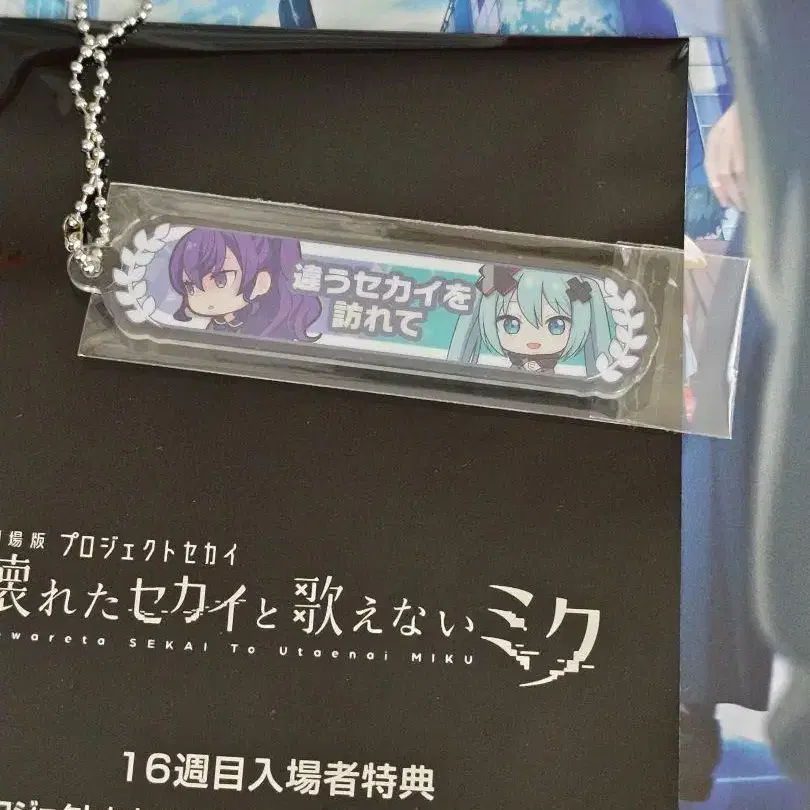 違うセカイを
訪れて
場版 プロジェクトセカイ
壊れたセカイと歌えないミク
wareta SEKAI To Utaenai MIKU
16週目入場者特典